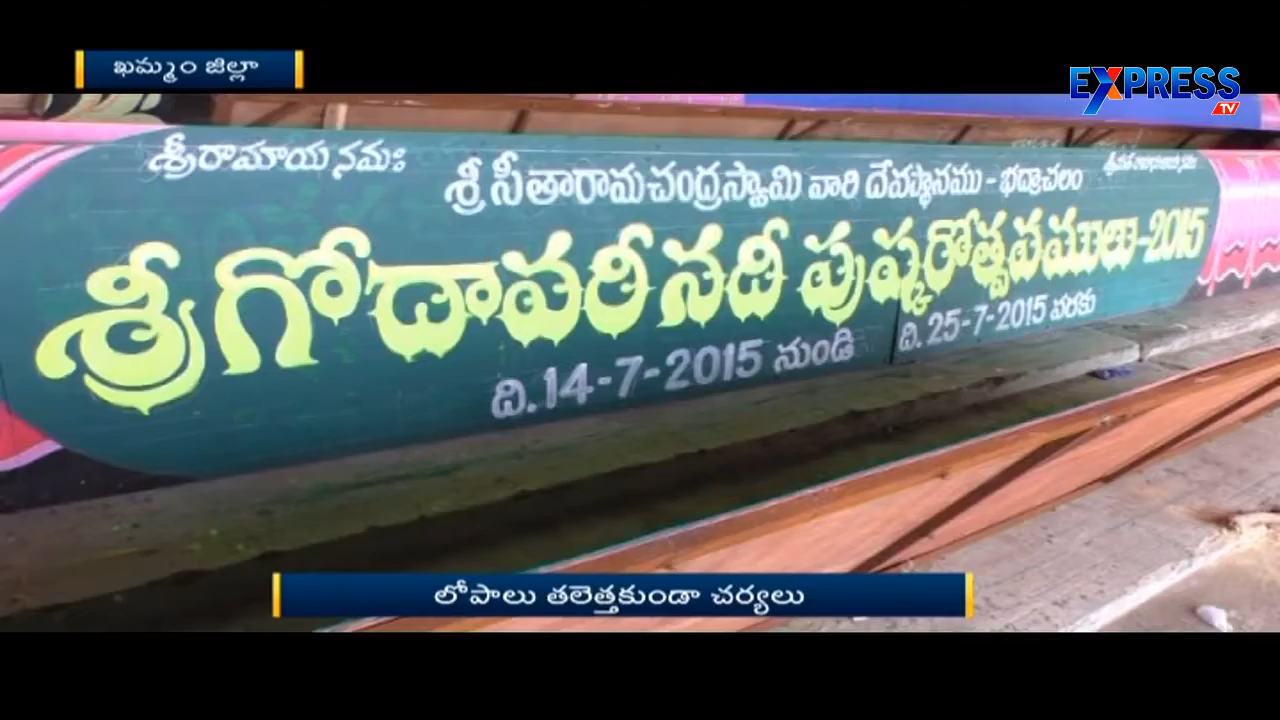 ఖమ్మం జిల్లా
EXPRESS
TV
శ్రీరామాయ నమః
శ్రీ సీతారామచంద్రస్వామి వారి దేవస్థానము - భద్రాచలం
శ్రీ గోదావరీ నదీ పుష్కరోత్సవములు-2015
ది.14-7-2015 నుండి ది. 25-7-2015 వరకు
లోపాలు తలెత్తకుండా చర్యలు